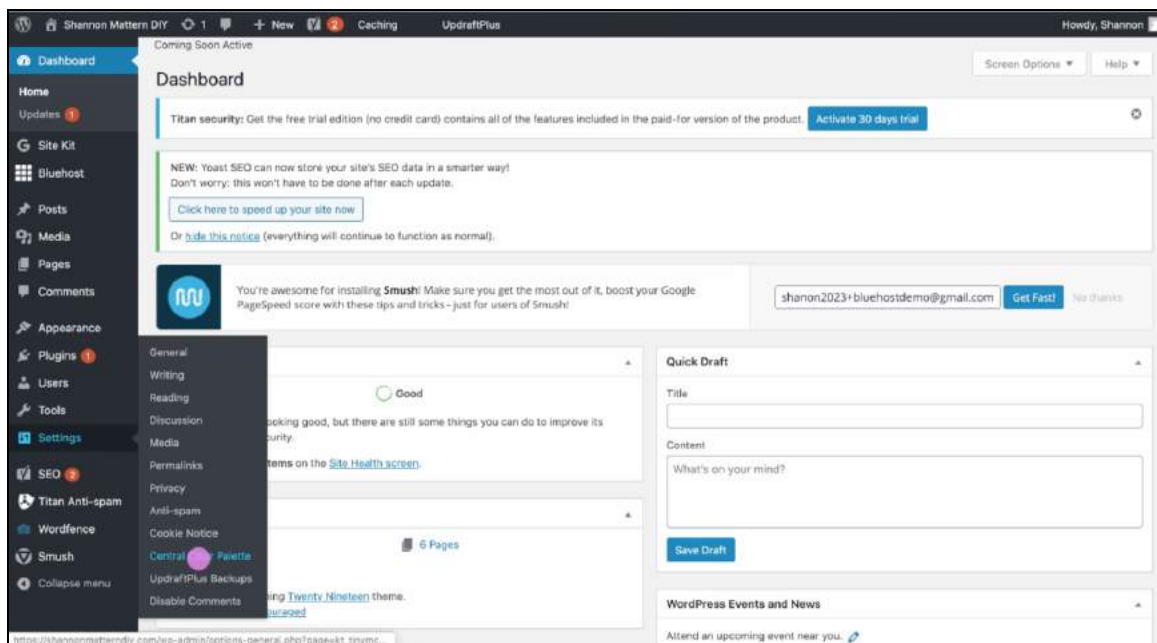 Shannon Mattern DIY 1 + New 2 Caching UpdraftPlus Howdy, Shannon
Coming Soon Active
Screen Options Help
Dashboard
Dashboard
Home
Updates 1
Site Kit
Bluehost
Posts
Media
Pages
Comments
Appearance
Plugins 1
Users
Tools
Settings
SEO 2
Titan Anti-spam
Wordfence
Smush
Collapse menu
Titan security: Get the free trial edition (no credit card) contains all of the features included in the paid-for version of the product. Activate 30 days trial
NEW: Yoast SEO can now store your site's SEO data in a smarter way!
Don't worry: this won't have to be done after each update.
Click here to speed up your site now
Or hide this notice (everything will continue to function as normal).
You're awesome for installing Smush! Make sure you get the most out of it, boost your Google
PageSpeed score with these tips and tricks – just for users of Smush!
shanon2023+bluehostdemo@gmail.com Get Fast! No thanks
General
Writing
Reading
Discussion
Media
Permalinks
Privacy
Anti-spam
Cookie Notice
Central Palette
UpdraftPlus Backups
Disable Comments
Good
ooking good, but there are still some things you can do to improve its
curity.
tems on the Site Health screen.
6 Pages
ing Twenty Nineteen theme.
ouraged
Quick Draft
Title
Content
What's on your mind?
Save Draft
WordPress Events and News
Attend an upcoming event near you.
https://shannonmatterndiy.com/wp-admin/options-general.php?page=kt_tinymc...